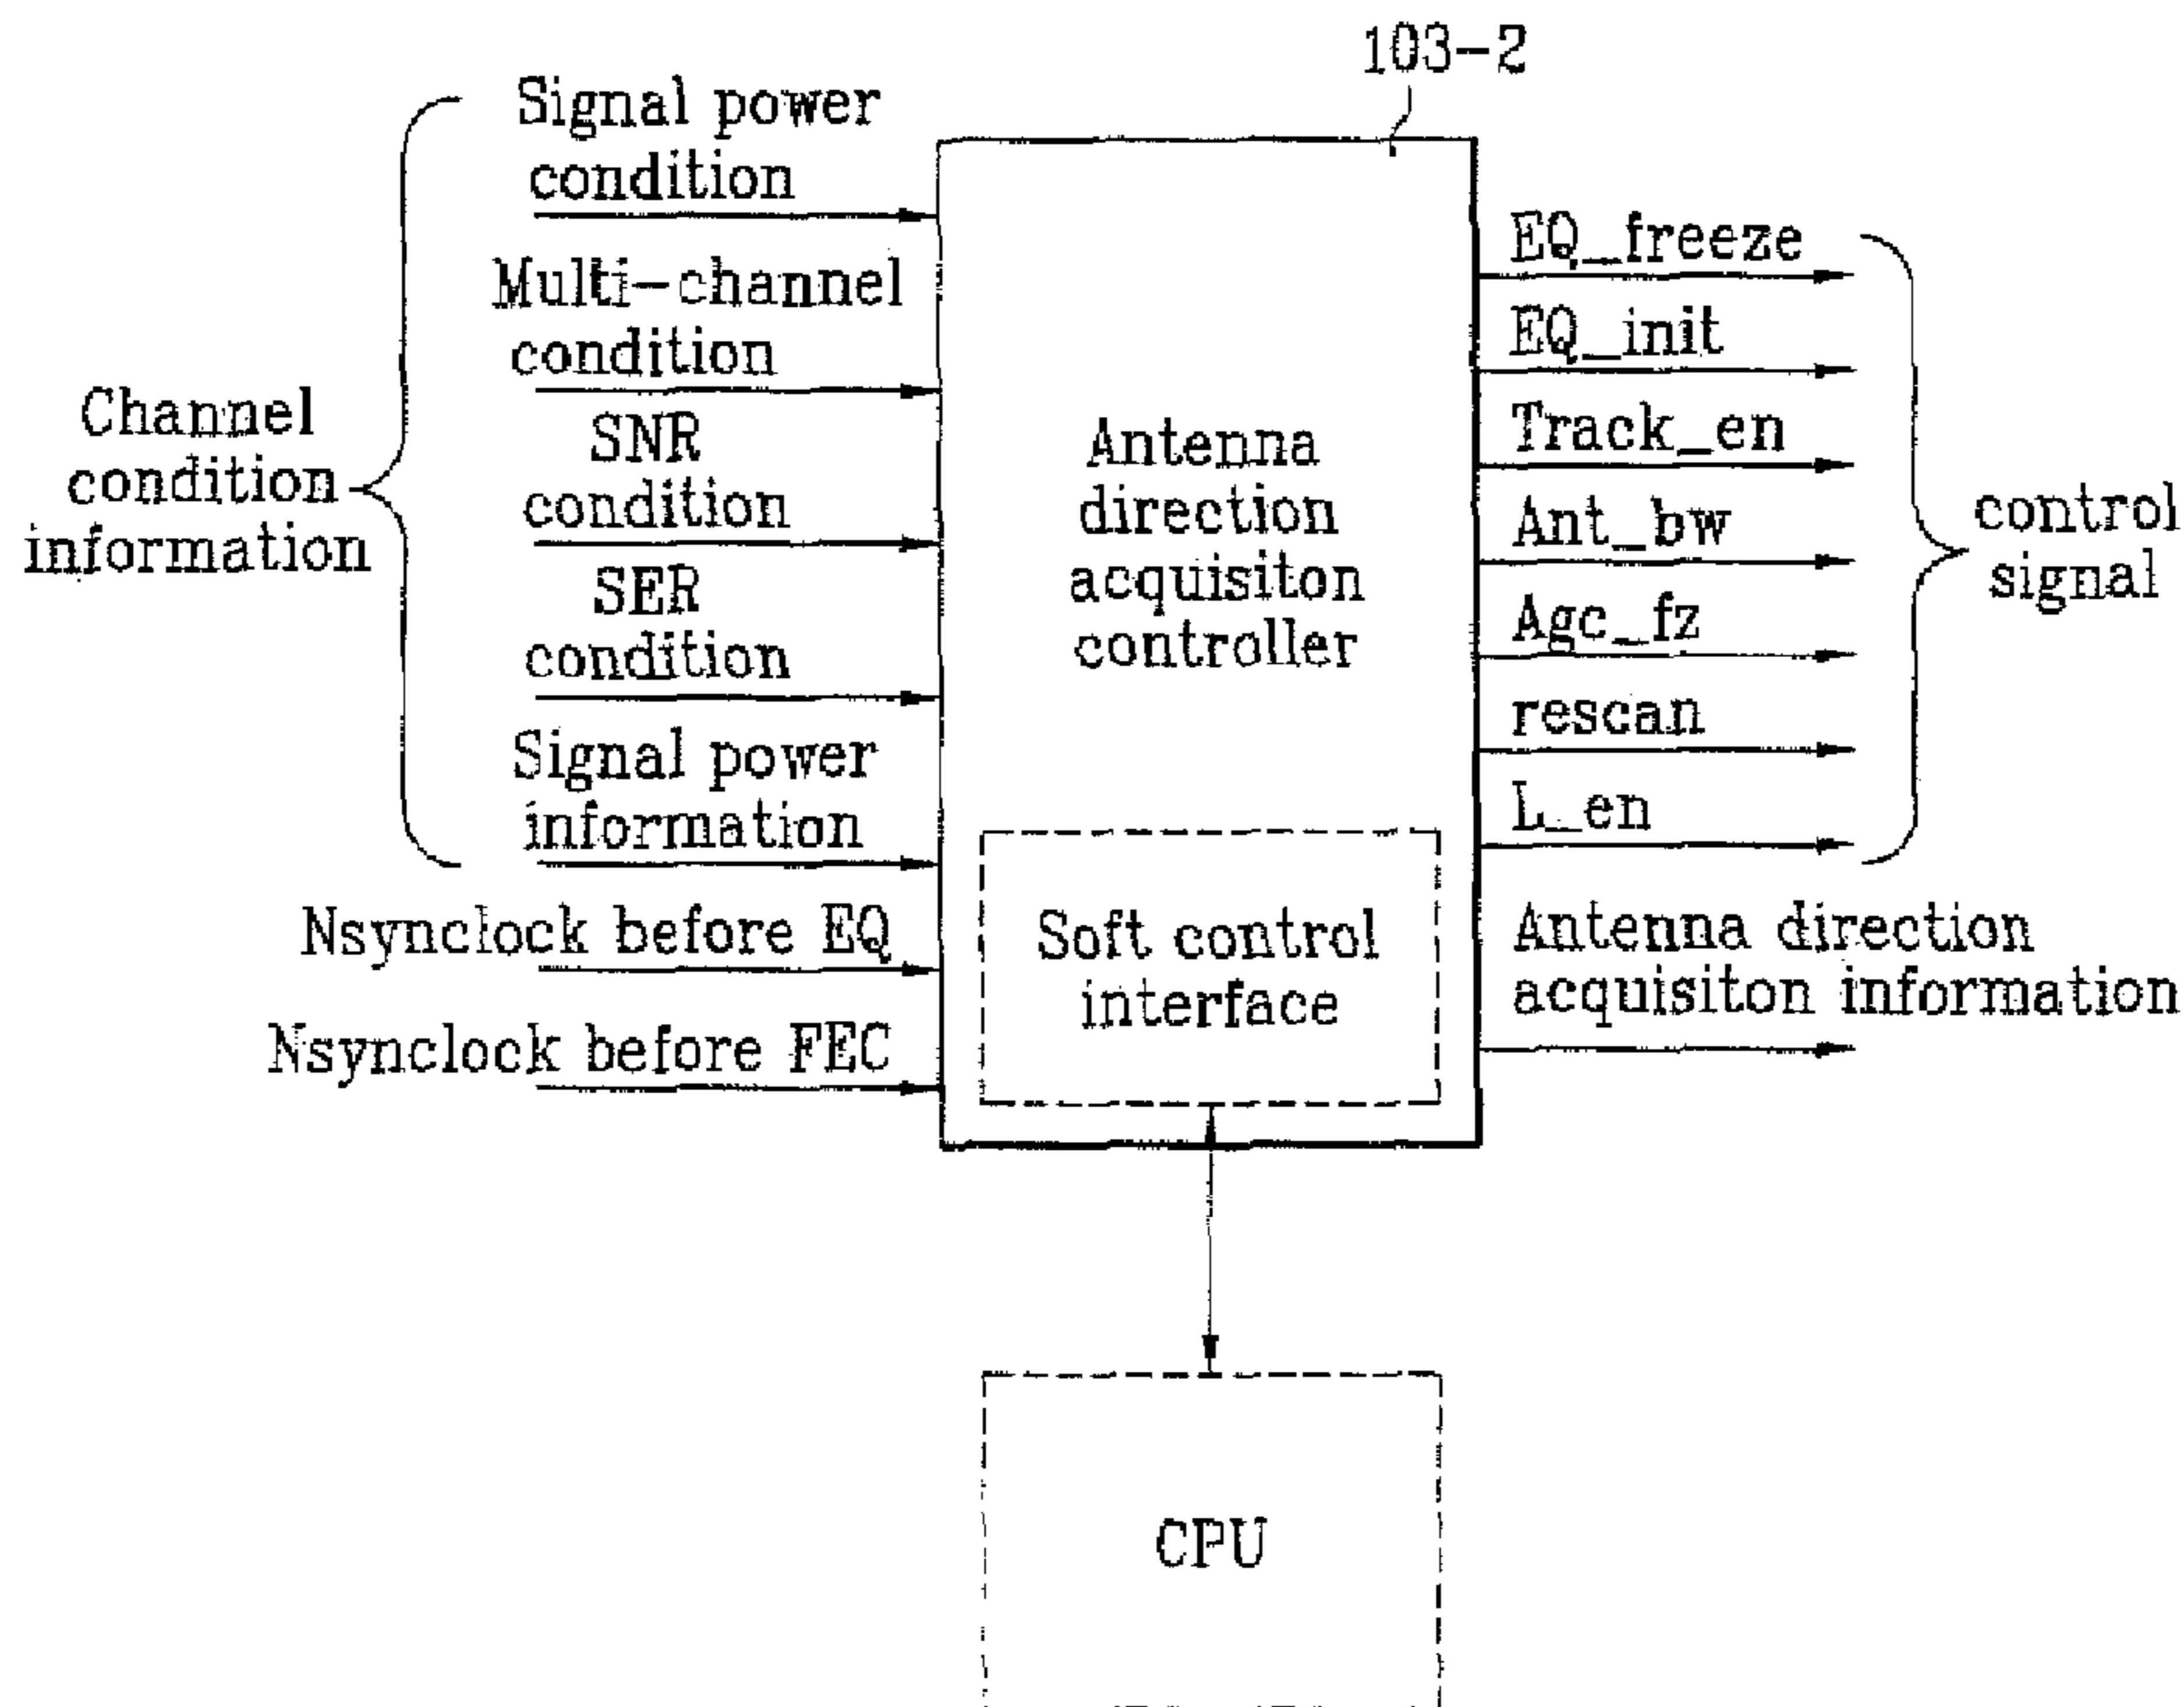 103-2
Signal power
condition
Multi-channel
condition
SNR
condition
SER
condition
Signal power
information
Channel
condition
information
Nsynclock before EQ
Nsynclock before FEC
Antenna
direction
acquisiton
controller
Soft control
interface
EQ_freeze
EQ_init
Track_en
Ant_bw
Agc_fz
rescan
L_en
control
signal
Antenna direction
acquisiton information
CPU